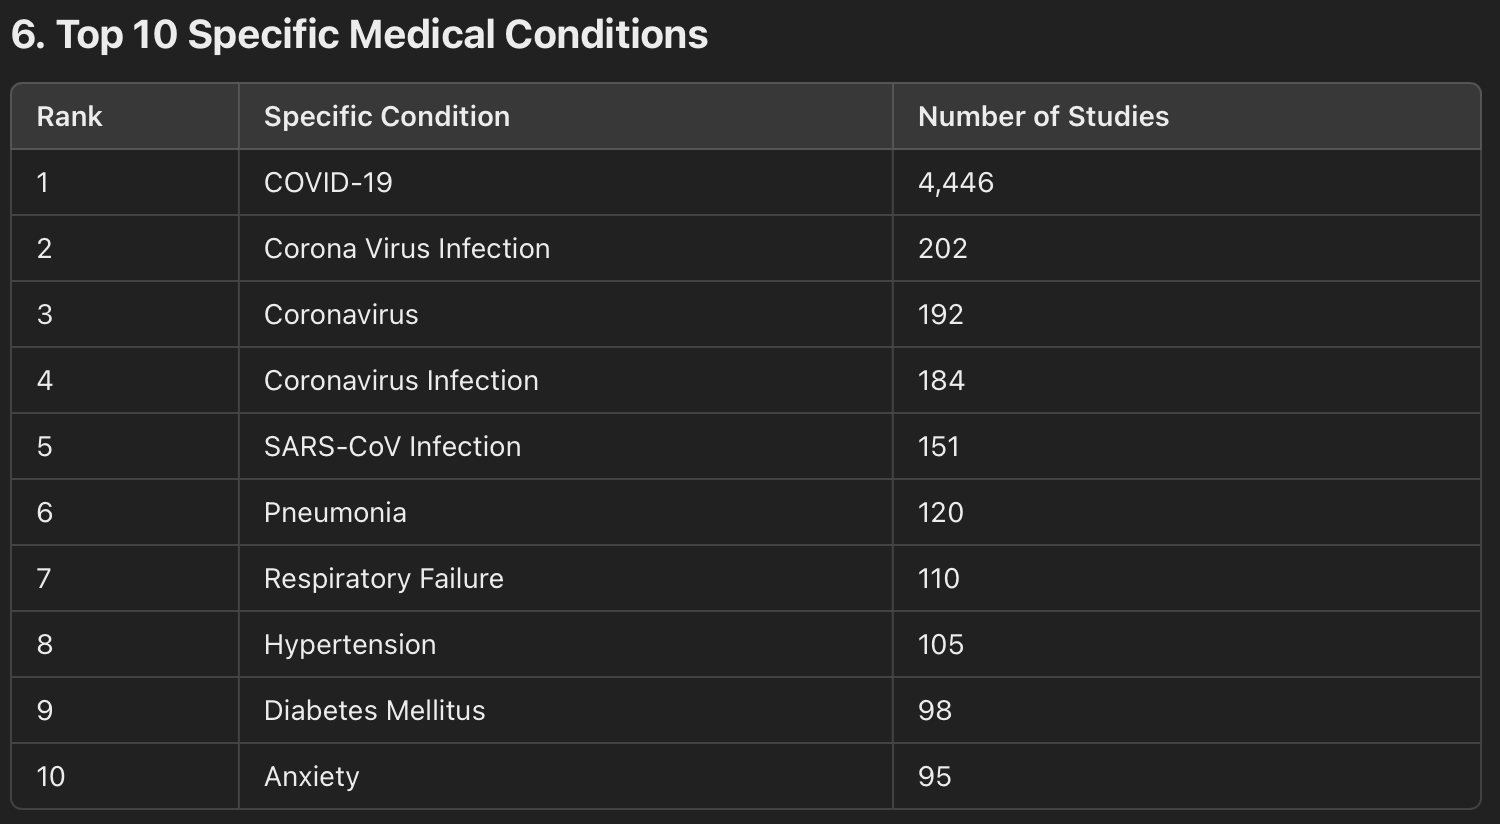 6. Top 10 Specific Medical Conditions
Rank Specific Condition Number of Studies
1 COVID-19 4,446
2 Corona Virus Infection 202
3 Coronavirus 192
4 Coronavirus Infection 184
5 SARS-CoV Infection 151
6 Pneumonia 120
7 Respiratory Failure 110
8 Hypertension 105
9 Diabetes Mellitus 98
10 Anxiety 95